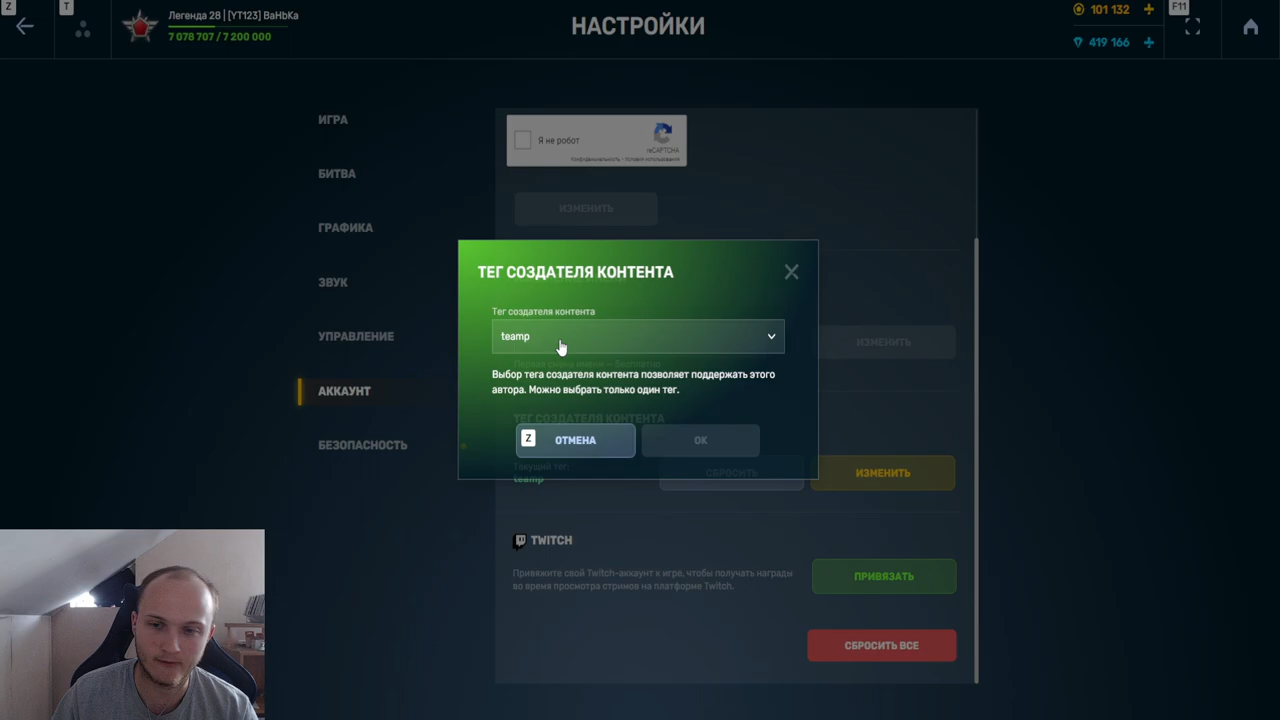 Z
T
Легенда 28 | [YT123] BaHbKa
7 078 707 / 7 200 000
НАСТРОЙКИ
101 132
F11
419 166
ИГРА
БИТВА
ГРАФИКА
ЗВУК
УПРАВЛЕНИЕ
АККАУНТ
БЕЗОПАСНОСТЬ
Я не робот
reCAPTCHA
Конфиденциальность - Условия использования
ИЗМЕНИТЬ
ТЕГ СОЗДАТЕЛЯ КОНТЕНТА
Тег создателя контента
teamp
ИЗМЕНИТЬ
Выбор тега создателя контента позволяет поддержать этого
автора. Можно выбрать только один тег.
ТЕГ СОЗДАТЕЛЯ КОНТЕНТА
Z ОТМЕНА
ОК
Текущий тег:
teamp
СБРОСИТЬ
ИЗМЕНИТЬ
TWITCH
Привяжите свой Twitch-аккаунт к игре, чтобы получать награды
во время просмотра стримов на платформе Twitch.
ПРИВЯЗАТЬ
СБРОСИТЬ ВСЕ